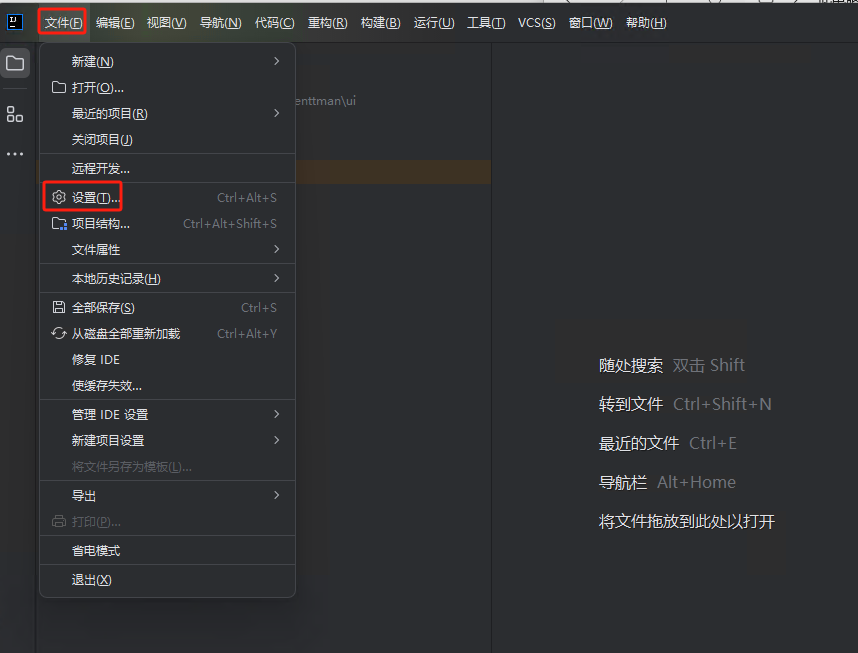 文件(F) 编辑(E) 视图(V) 导航(N) 代码(C) 重构(R) 构建(B) 运行(U) 工具(T) VCS(S) 窗口(W) 帮助(H)
新建(N)
打开(O)...
最近的项目(R)
关闭项目(J)
远程开发...
设置(T)... Ctrl+Alt+S
项目结构... Ctrl+Alt+Shift+S
文件属性
本地历史记录(H)
全部保存(S) Ctrl+S
从磁盘全部重新加载 Ctrl+Alt+Y
修复 IDE
使缓存失效...
管理 IDE 设置
新建项目设置
将文件另存为模板(L)...
导出
打印(P)...
省电模式
退出(X)
enttman\ui
随处搜索 双击 Shift
转到文件 Ctrl+Shift+N
最近的文件 Ctrl+E
导航栏 Alt+Home
将文件拖放到此处以打开